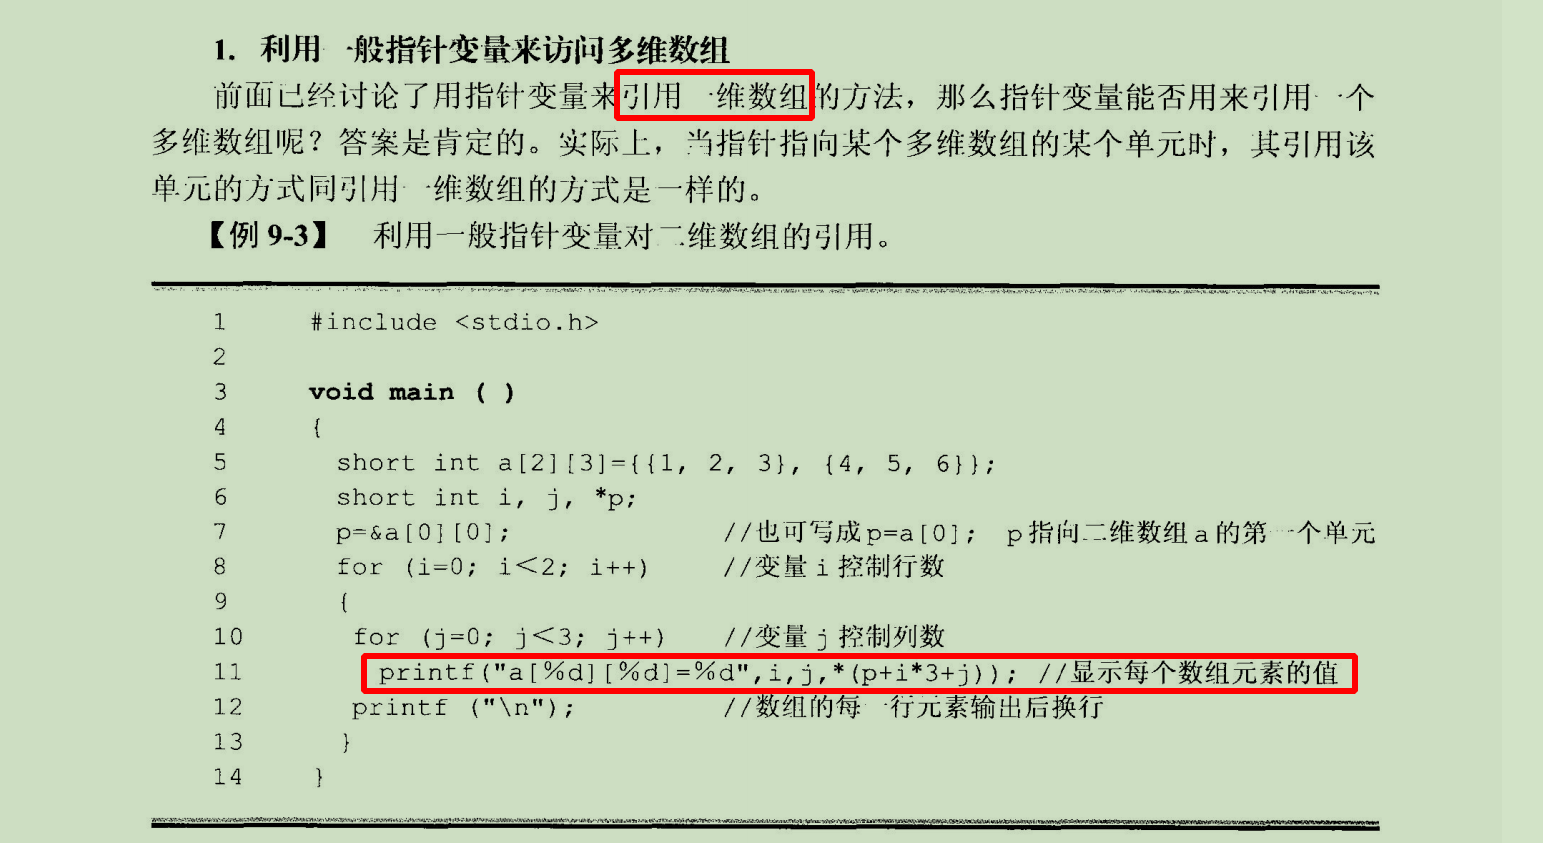 1. 利用一般指针变量来访问多维数组
前面已经讨论了用指针变量来引用一维数组的方法，那么指针变量能否用来引用一个
多维数组呢？答案是肯定的。实际上，当指针指向某个多维数组的某个单元时，其引用该
单元的方式同引用一维数组的方式是一样的。
【例 9-3】 利用一般指针变量对二维数组的引用。
1 #include <stdio.h>
2
3 void main ( )
4 {
5 short int a[2][3]={{1, 2, 3}, {4, 5, 6}};
6 short int i, j, *p;
7 p=&a[0][0]; //也可写成p=a[0]; p指向二维数组a的第一个单元
8 for (i=0; i<2; i++) //变量i控制行数
9 {
10 for (j=0; j<3; j++) //变量j控制列数
11 printf("a[%d][%d]=%d",i,j,*(p+i*3+j)); //显示每个数组元素的值
12 printf ("\n"); //数组的每一行元素输出后换行
13 }
14 }